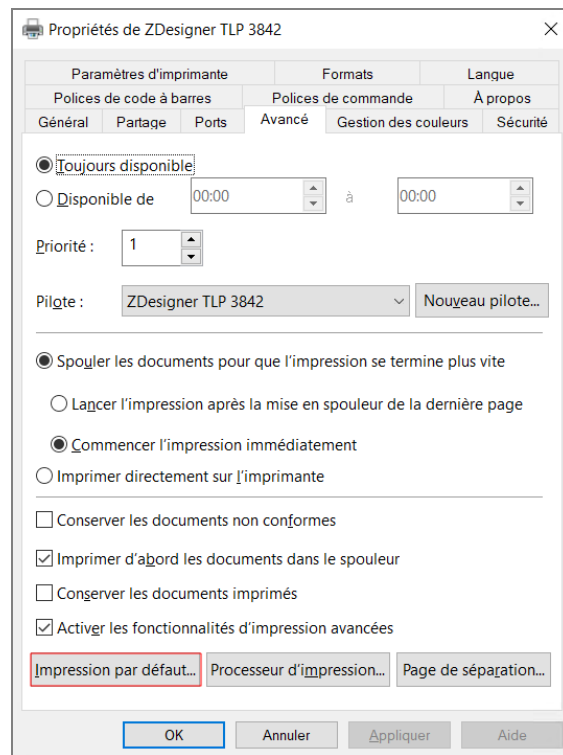 Propriétés de ZDesigner TLP 3842
Paramètres d'imprimante Formats Langue
Polices de code à barres Polices de commande À propos
Général Partage Ports Avancé Gestion des couleurs Sécurité
Toujours disponible
Disponible de 00:00 à 00:00
Priorité : 1
Pilote : ZDesigner TLP 3842 Nouveau pilote...
Spouler les documents pour que l'impression se termine plus vite
Lancer l'impression après la mise en spouleur de la dernière page
Commencer l'impression immédiatement
Imprimer directement sur l'imprimante
Conserver les documents non conformes
Imprimer d'abord les documents dans le spouleur
Conserver les documents imprimés
Activer les fonctionnalités d'impression avancées
Impression par défaut... Processeur d'impression... Page de séparation...
OK Annuler Appliquer Aide